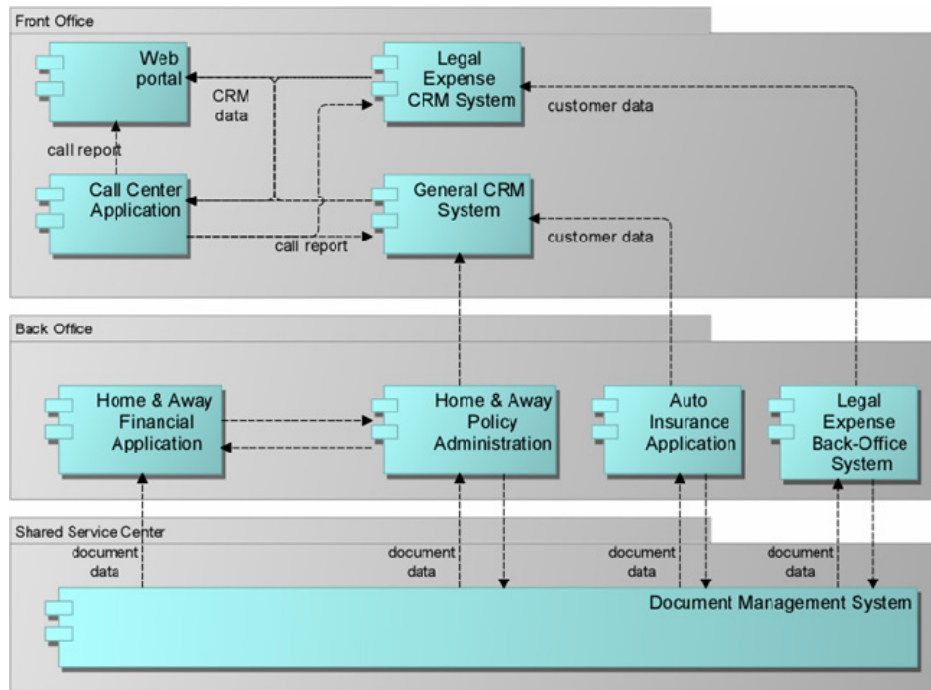 Front Office
Web
portal
Legal
Expense
CRM System
CRM
data
customer data
call report
Call Center
Application
General CRM
System
call report
customer data
Back Office
Home & Away
Financial
Application
Home & Away
Policy
Administration
Auto
Insurance
Application
Legal
Expense
Back-Office
System
Shared Service Center
document
data
document
data
document
data
document
data
Document Management System